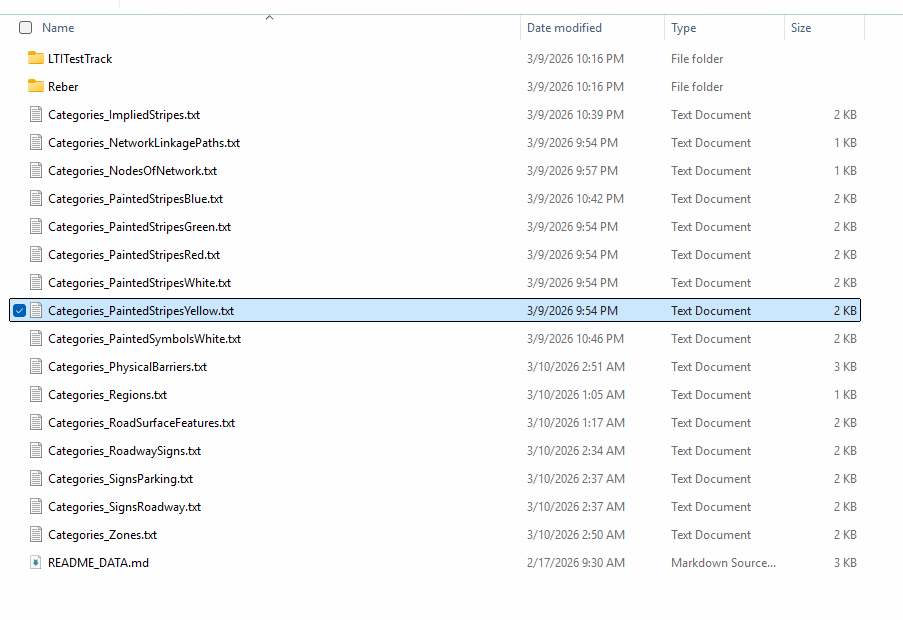 Name Date modified Type Size
LTITestTrack 3/9/2026 10:16 PM File folder
Reber 3/9/2026 10:16 PM File folder
Categories_ImpliedStripes.txt 3/9/2026 10:39 PM Text Document 2 KB
Categories_NetworkLinkagePaths.txt 3/9/2026 9:54 PM Text Document 1 KB
Categories_NodesOfNetwork.txt 3/9/2026 9:57 PM Text Document 1 KB
Categories_PaintedStripesBlue.txt 3/9/2026 10:42 PM Text Document 2 KB
Categories_PaintedStripesGreen.txt 3/9/2026 9:54 PM Text Document 2 KB
Categories_PaintedStripesRed.txt 3/9/2026 9:54 PM Text Document 2 KB
Categories_PaintedStripesWhite.txt 3/9/2026 9:54 PM Text Document 2 KB
Categories_PaintedStripesYellow.txt 3/9/2026 9:54 PM Text Document 2 KB
Categories_PaintedSymbolsWhite.txt 3/9/2026 10:46 PM Text Document 2 KB
Categories_PhysicalBarriers.txt 3/10/2026 2:51 AM Text Document 3 KB
Categories_Regions.txt 3/10/2026 1:05 AM Text Document 1 KB
Categories_RoadSurfaceFeatures.txt 3/10/2026 1:17 AM Text Document 2 KB
Categories_RoadwaySigns.txt 3/10/2026 2:34 AM Text Document 2 KB
Categories_SignsParking.txt 3/10/2026 2:37 AM Text Document 2 KB
Categories_SignsRoadway.txt 3/10/2026 2:37 AM Text Document 2 KB
Categories_Zones.txt 3/10/2026 2:50 AM Text Document 2 KB
README_DATA.md 2/17/2026 9:30 AM Markdown Source... 3 KB